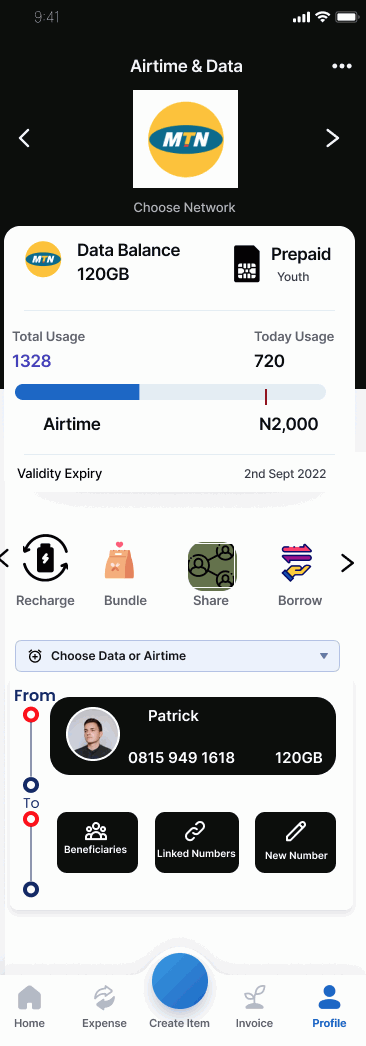 9:41
Airtime & Data
MTN
Choose Network
MTN
Data Balance
120GB
Prepaid
Youth
Total Usage
Today Usage
1328
720
Airtime
N2,000
Validity Expiry
2nd Sept 2022
Recharge
Bundle
Share
Borrow
Choose Data or Airtime
From
Patrick
0815 949 1618
120GB
To
Beneficiaries
Linked Numbers
New Number
Home
Expense
Create Item
Invoice
Profile